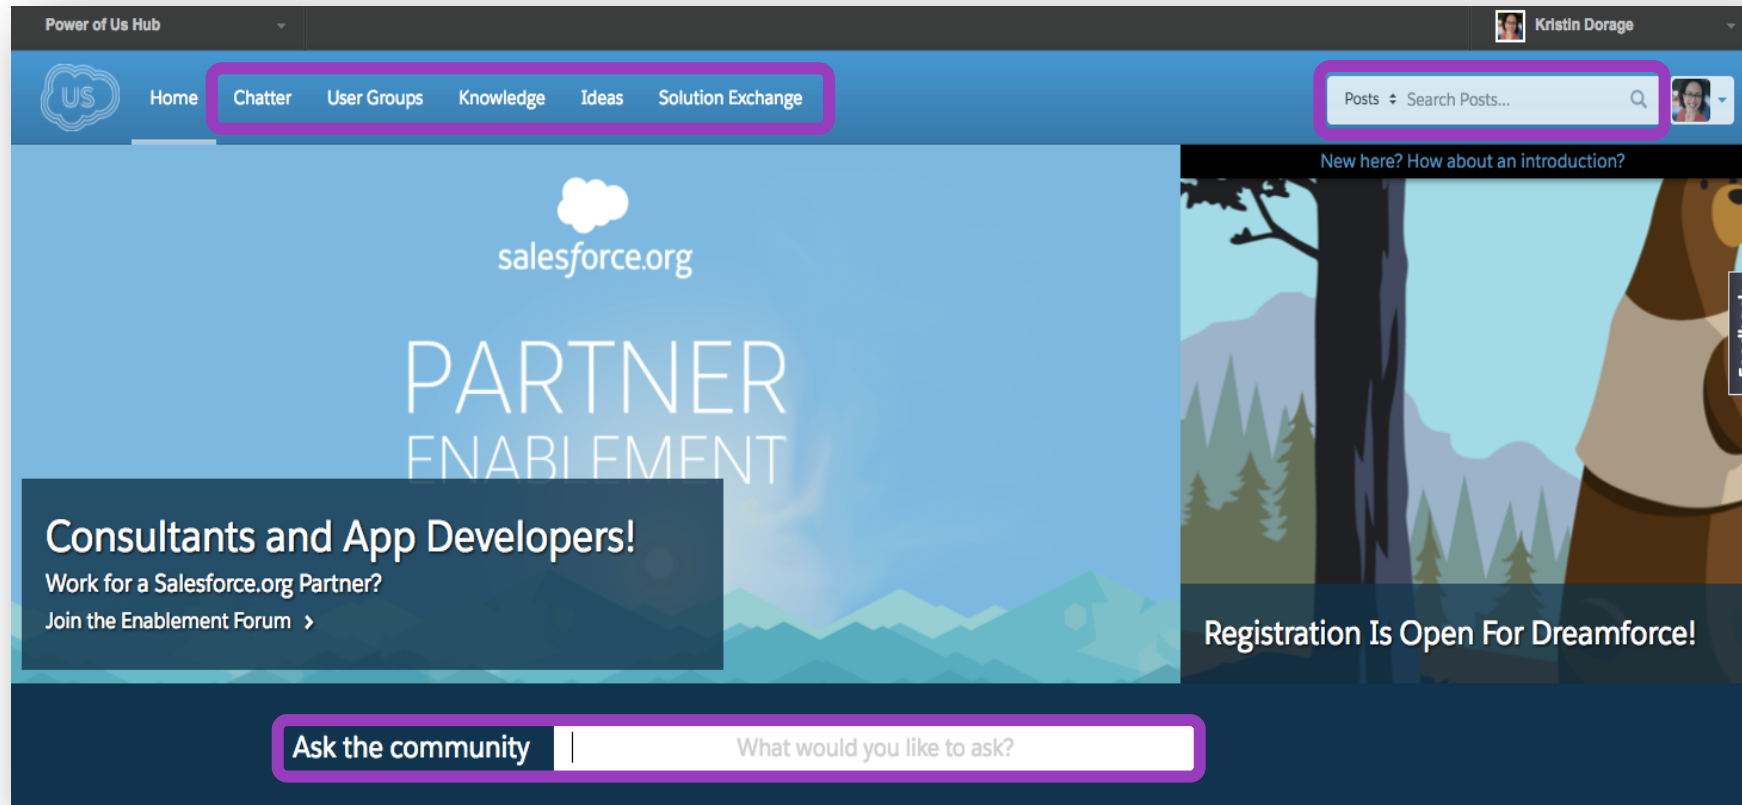 Power of Us Hub
Kristin Dorage
US
Home Chatter User Groups Knowledge Ideas Solution Exchange
Posts Search Posts...
New here? How about an introduction?
salesforce.org
PARTNER
ENABLEMENT
Consultants and App Developers!
Work for a Salesforce.org Partner?
Join the Enablement Forum >
Registration Is Open For Dreamforce!
Ask the community What would you like to ask?